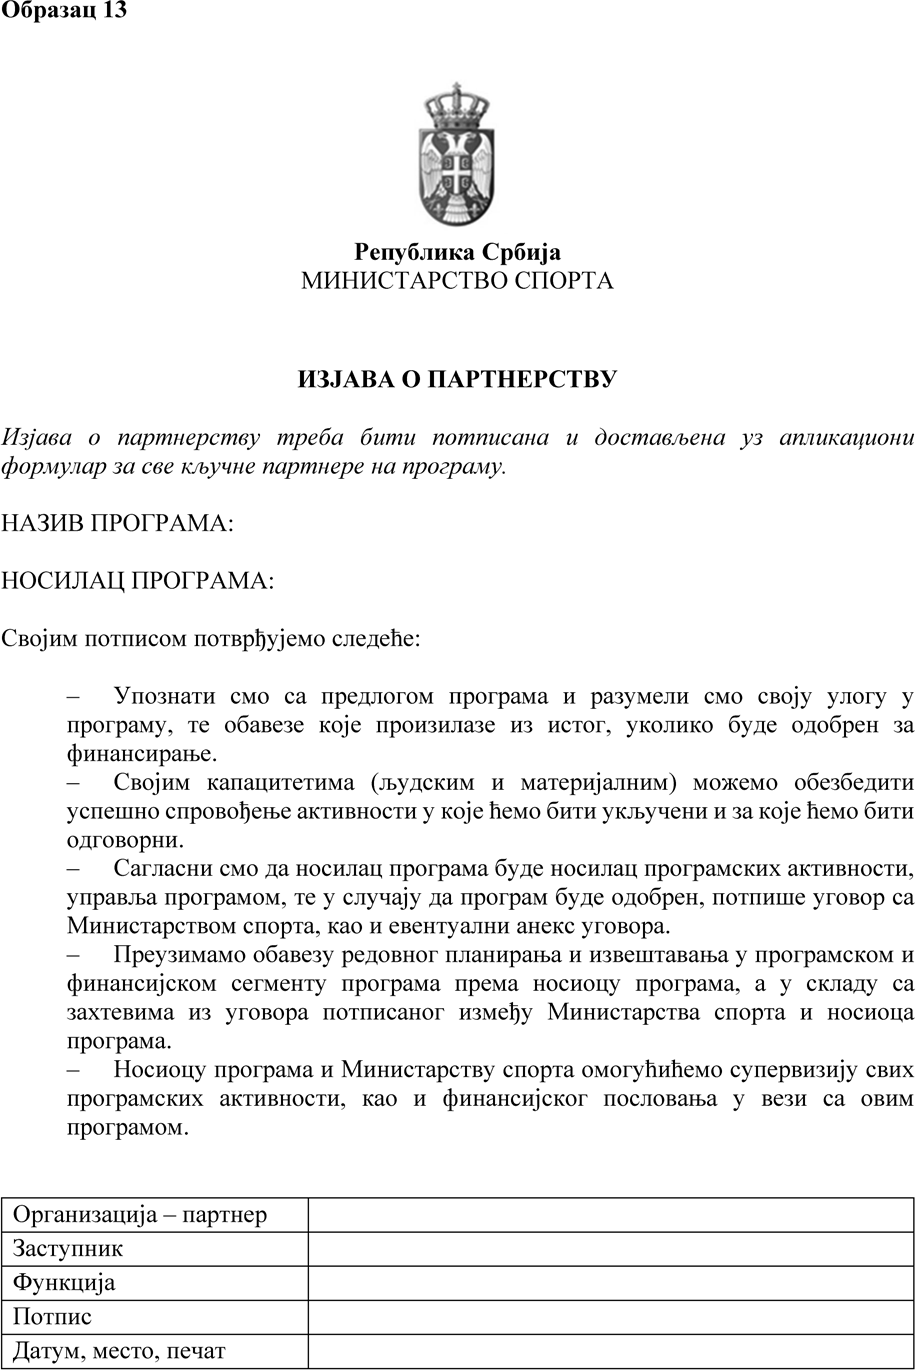 Образац 13
Република Србија
МИНИСТАРСТВО СПОРТА
ИЗЈАВА О ПАРТНЕРСТВУ
Изјава о партнерству треба бити потписана и достављена уз апликациони
формулар за све кључне партнере на програму.
НАЗИВ ПРОГРАМА:
НОСИЛАЦ ПРОГРАМА:
Својим потписом потврђујемо следеће:
– Упознати смо са предлогом програма и разумели смо своју улогу у
програму, те обавезе које произилазе из истог, уколико буде одобрен за
финансирање.
– Својим капацитетима (људским и материјалним) можемо обезбедити
успешно спровођење активности у које ћемо бити укључени и за које ћемо бити
одговорни.
– Сагласни смо да носилац програма буде носилац програмских активности,
управља програмом, те у случају да програм буде одобрен, потпише уговор са
Министарством спорта, као и евентуални анекс уговора.
– Преузимамо обавезу редовног планирања и извештавања у програмском и
финансијском сегменту програма према носиоцу програма, а у складу са
захтевима из уговора потписаног између Министарства спорта и носиоца
програма.
– Носиоцу програма и Министарству спорта омогућићемо супервизију свих
програмских активности, као и финансијског пословања у вези са овим
програмом.
Организација – партнер
Заступник
Функција
Потпис
Датум, место, печат